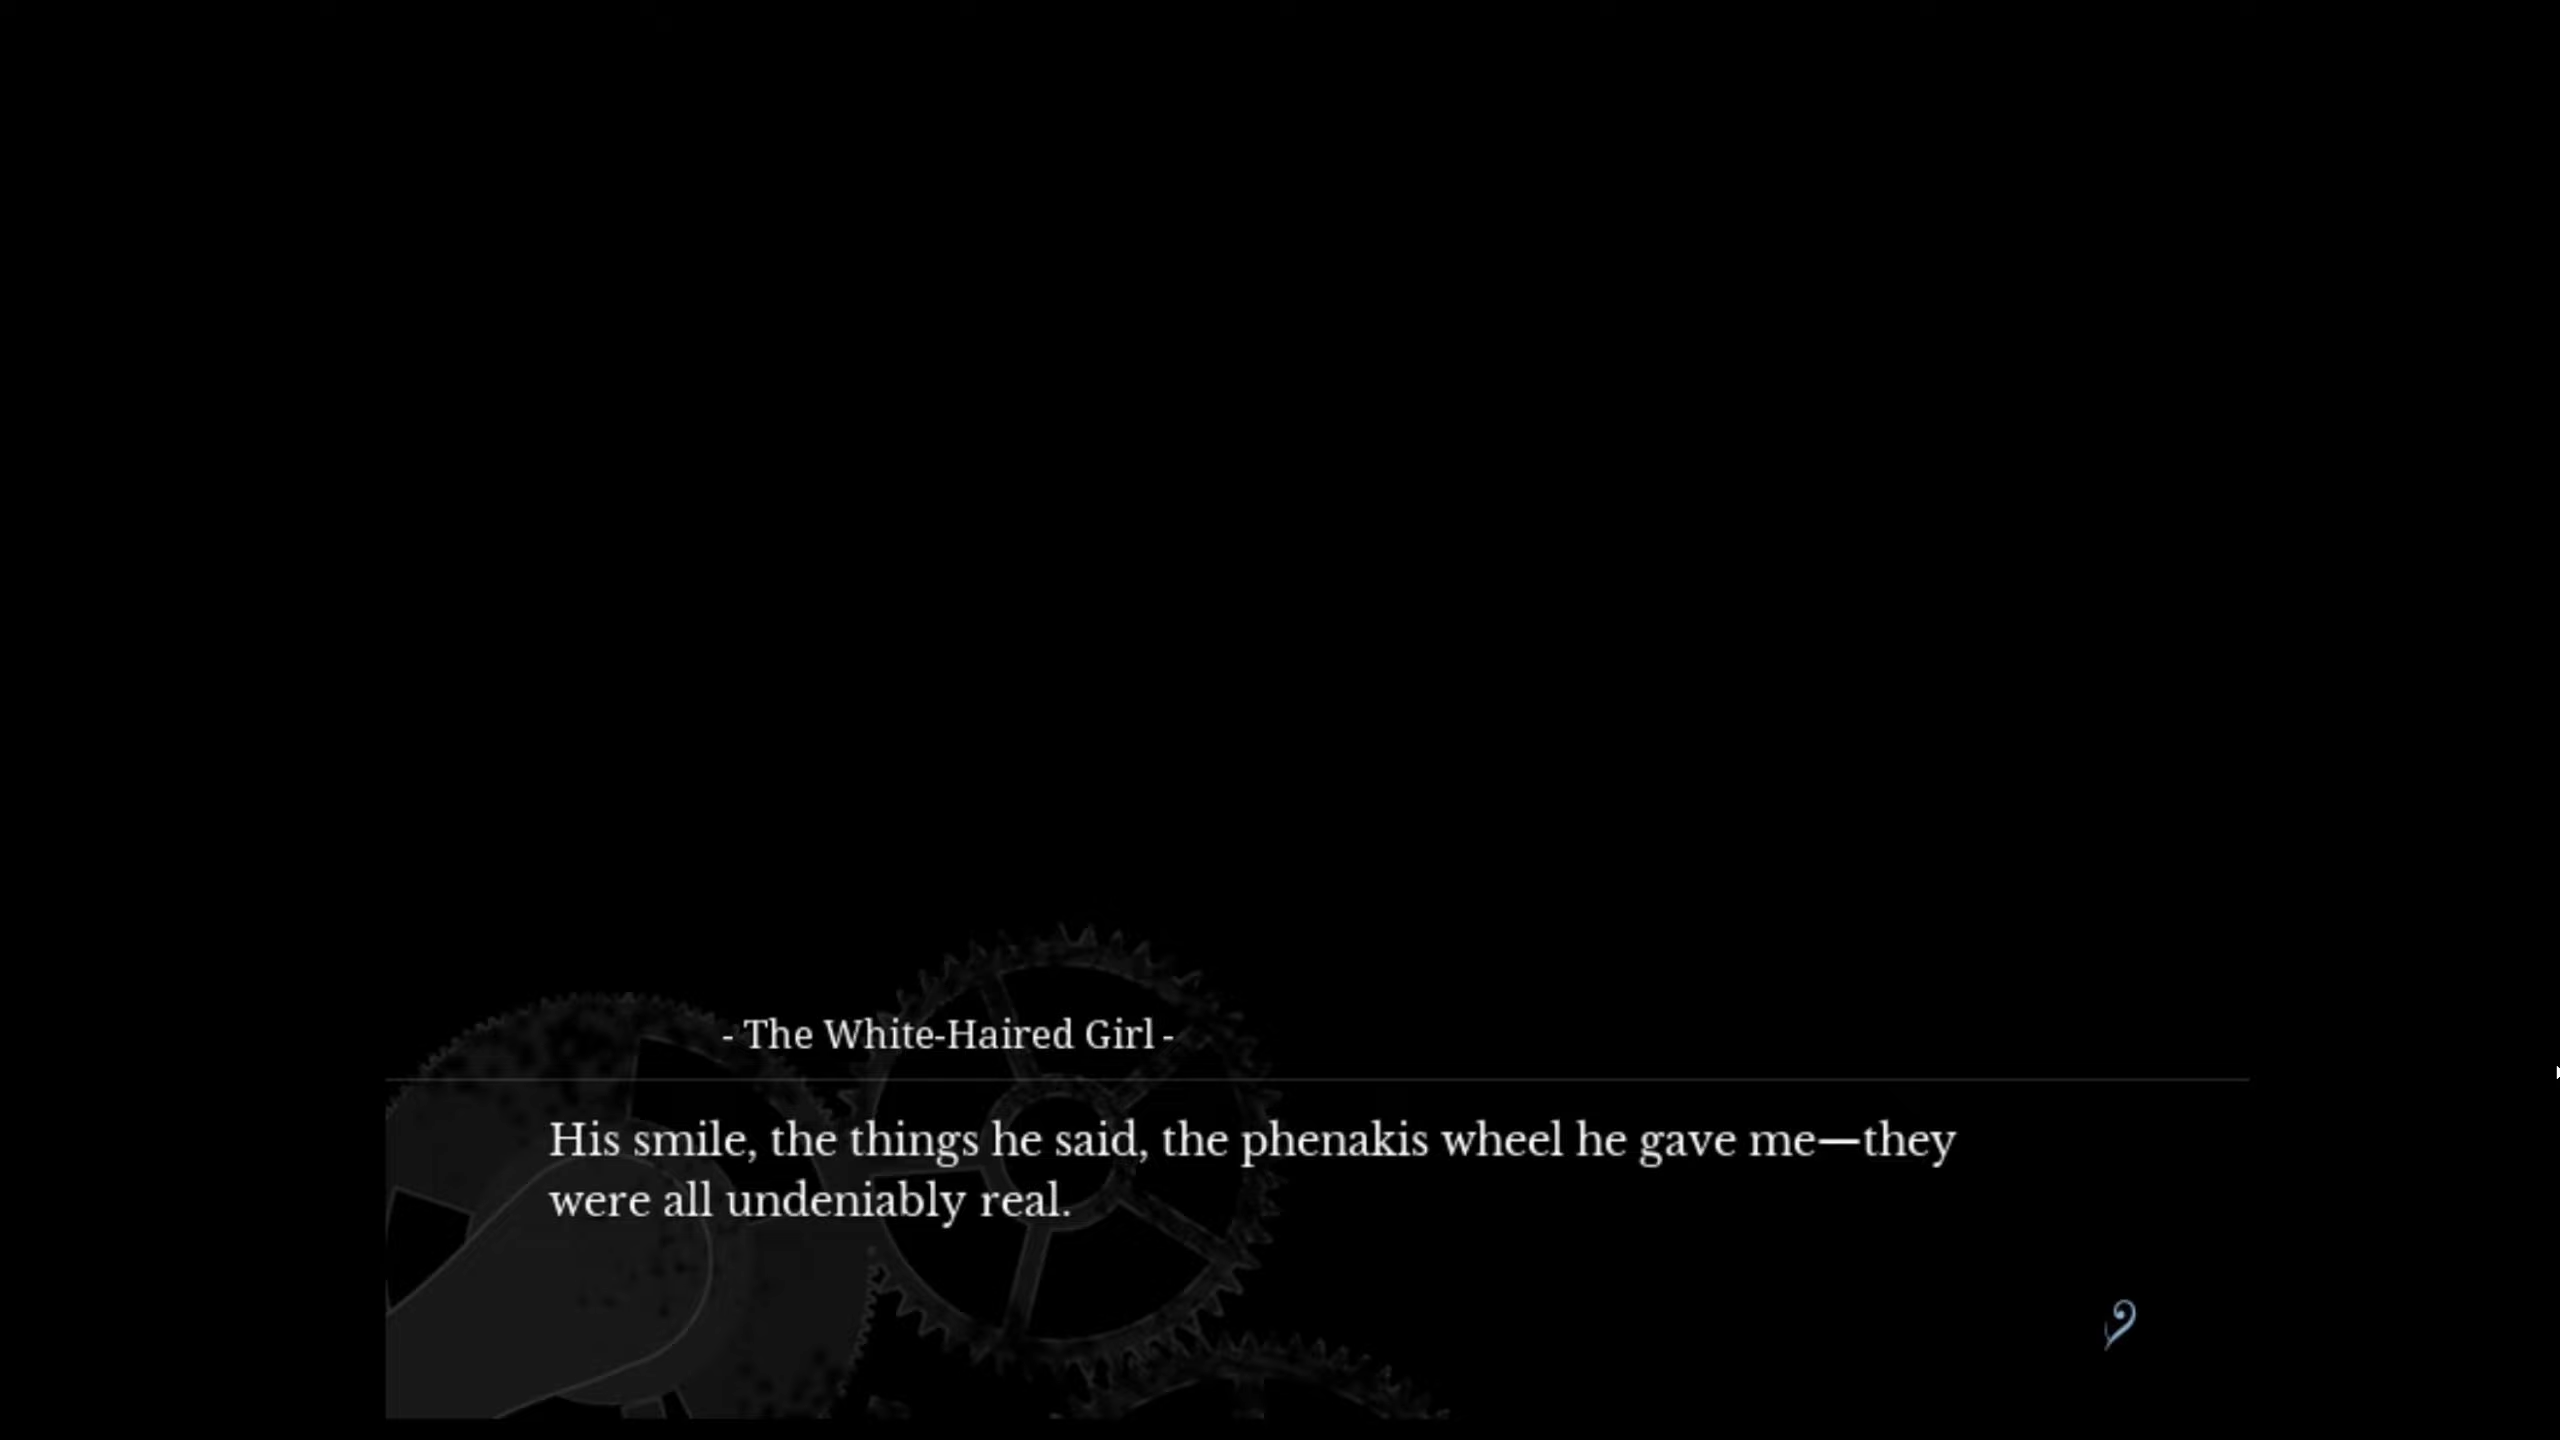 - The White-Haired Girl -
His smile, the things he said, the phenakis wheel he gave me—they
were all undeniably real.